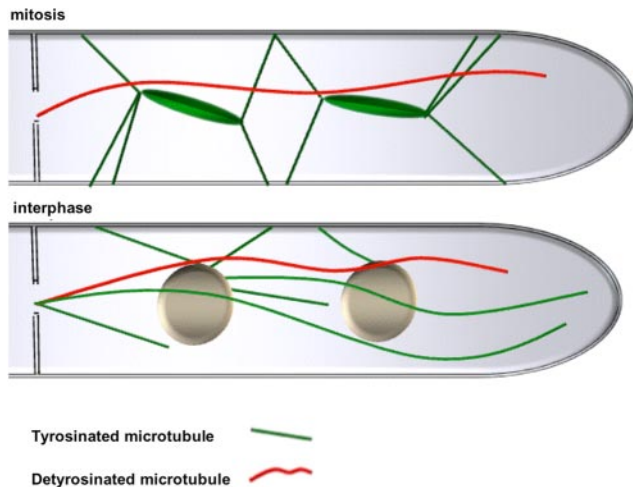 mitosis
interphase
Tyrosinated microtubule
Detyrosinated microtubule